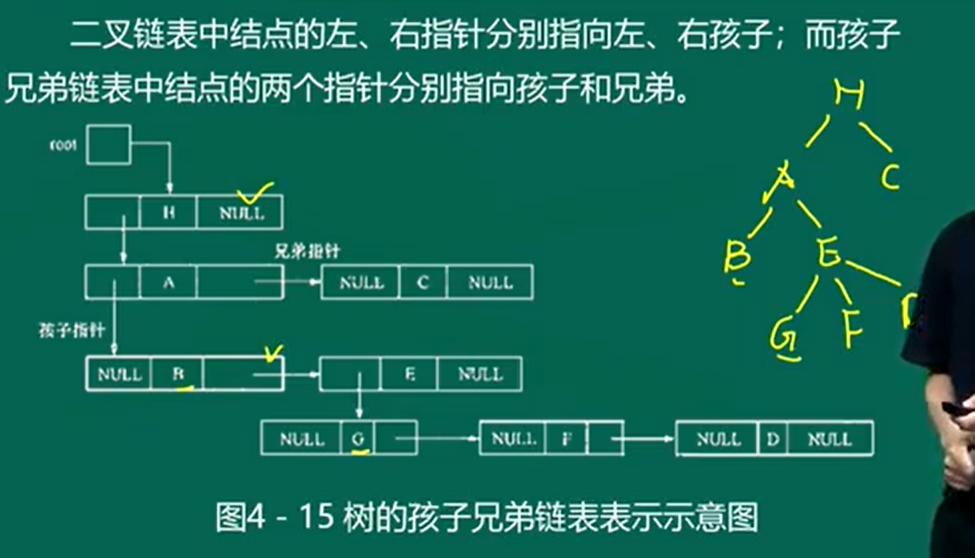 二叉链表中结点的左、右指针分别指向左、右孩子；而孩子
兄弟链表中结点的两个指针分别指向孩子和兄弟。
H
root
A C
H NULL
兄弟指针
B E
A NULL C NULL
孩子指针
G F
NULL B E NULL
NULL G NULL F NULL D NULL
图4-15 树的孩子兄弟链表表示示意图